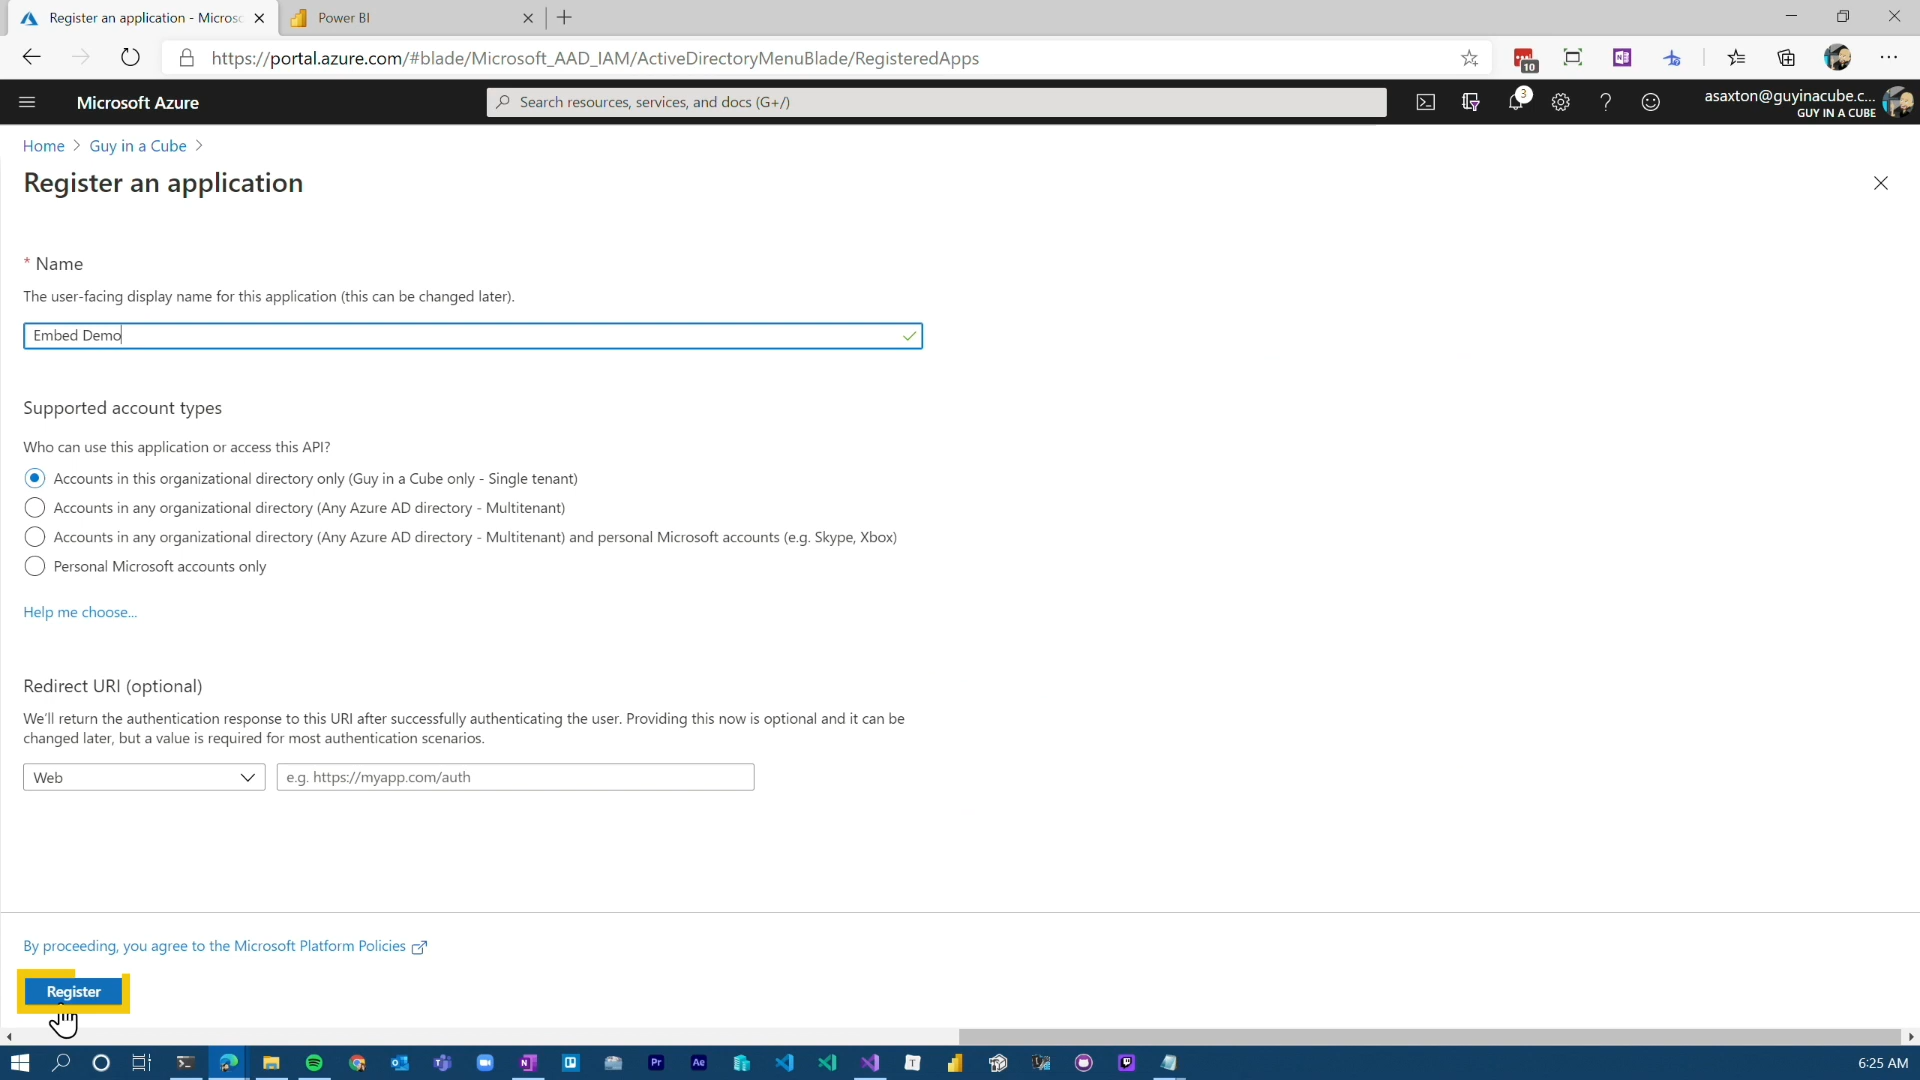 Register an application - Microso
Power BI
https://portal.azure.com/#blade/Microsoft_AAD_IAM/ActiveDirectoryMenuBlade/RegisteredApps
10
Microsoft Azure
Search resources, services, and docs (G+/)
3
asaxton@guyinacube.c...
GUY IN A CUBE
Home > Guy in a Cube >
Register an application
* Name
The user-facing display name for this application (this can be changed later).
Embed Demo
Supported account types
Who can use this application or access this API?
Accounts in this organizational directory only (Guy in a Cube only - Single tenant)
Accounts in any organizational directory (Any Azure AD directory - Multitenant)
Accounts in any organizational directory (Any Azure AD directory - Multitenant) and personal Microsoft accounts (e.g. Skype, Xbox)
Personal Microsoft accounts only
Help me choose...
Redirect URI (optional)
We'll return the authentication response to this URI after successfully authenticating the user. Providing this now is optional and it can be
changed later, but a value is required for most authentication scenarios.
Web
e.g. https://myapp.com/auth
By proceeding, you agree to the Microsoft Platform Policies
Register
Pr
Ae
6:25 AM